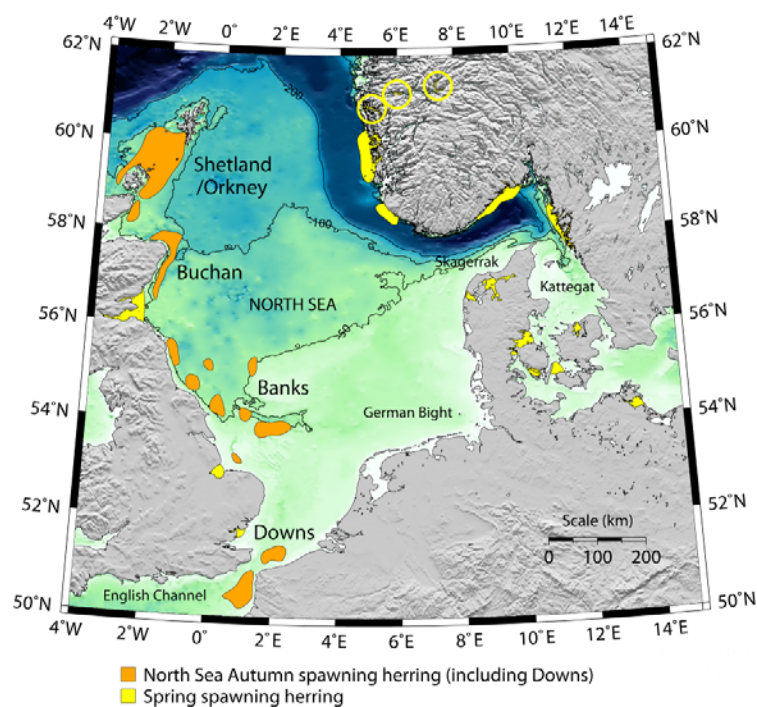 4°W 2°W 0° 2°E 4°E 6°E 8°E 10°E 12°E 14°E
62°N 62°N
-200
60°N 60°N
Shetland
/Orkney
58°N 58°N
-100
Skagerrak
Buchan
Kattegat
NORTH SEA
56°N 56°N
-50
Banks
German Bight
54°N 54°N
52°N 52°N
Downs
Scale (km)
0 100 200
English Channel
50°N 50°N
4°W 2°W 0° 2°E 4°E 6°E 8°E 10°E 12°E 14°E
North Sea Autumn spawning herring (including Downs)
Spring spawning herring